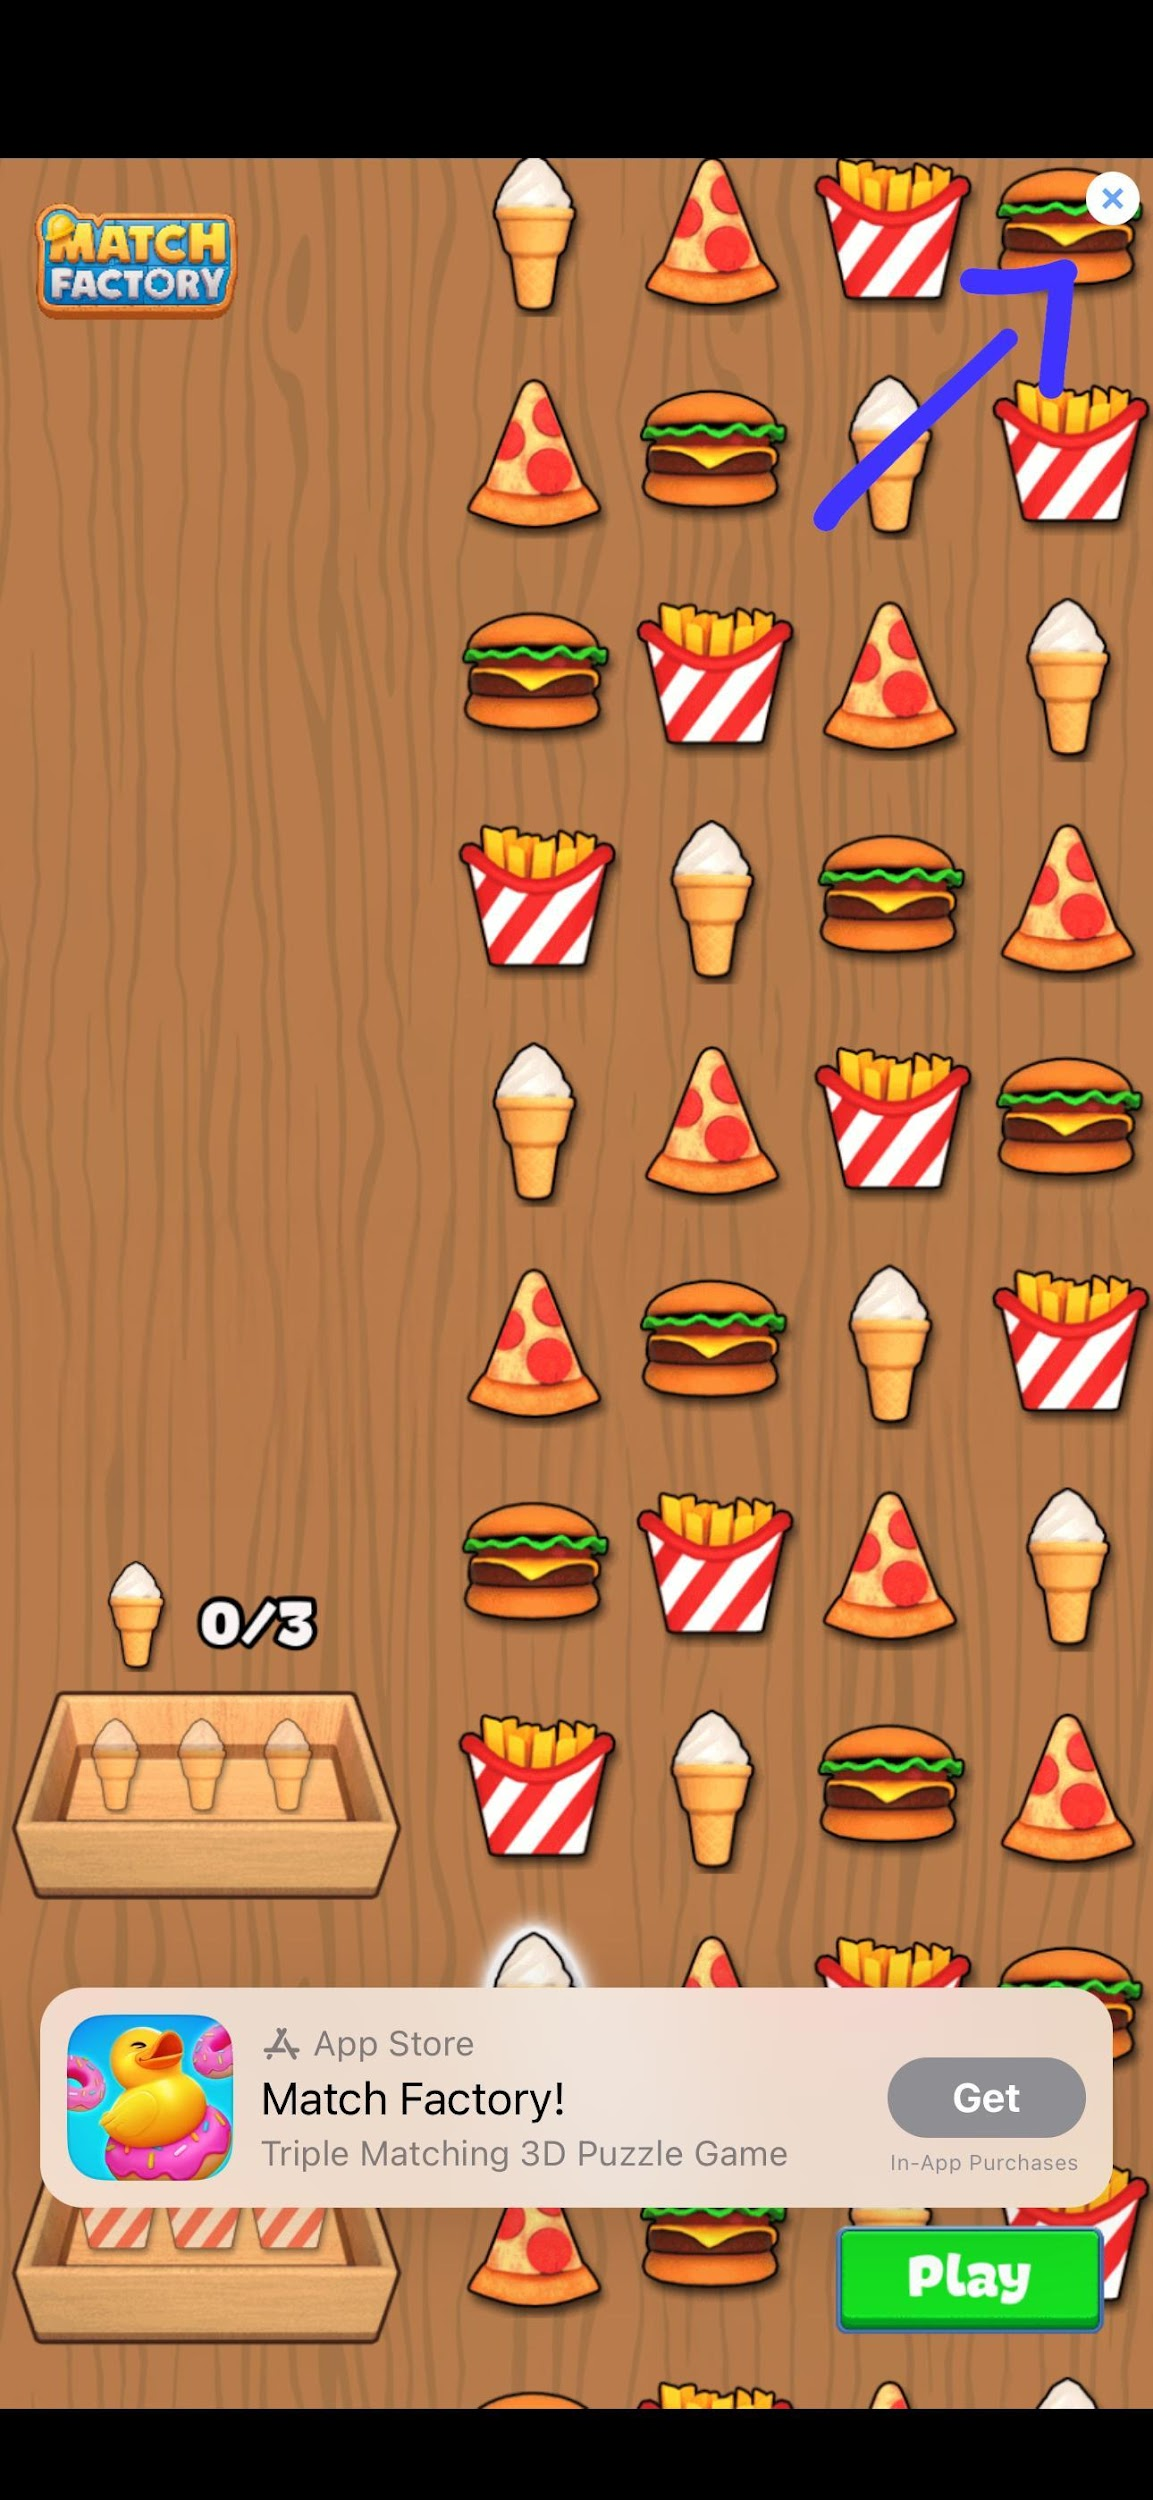 MATCH
FACTORY
0/3
App Store
Match Factory!
Triple Matching 3D Puzzle Game
Get
In-App Purchases
Play